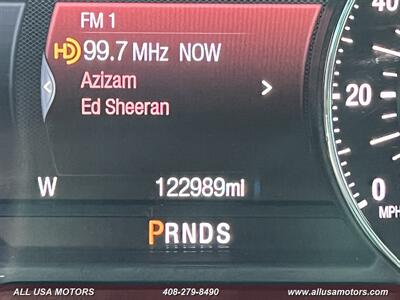 FM 1
HD 99.7 MHz NOW
Azizam
Ed Sheeran
40
20
0
MPH
W 122989mi
PRNDS
ALL USA MOTORS 408-279-8490 www.allusamotors.com